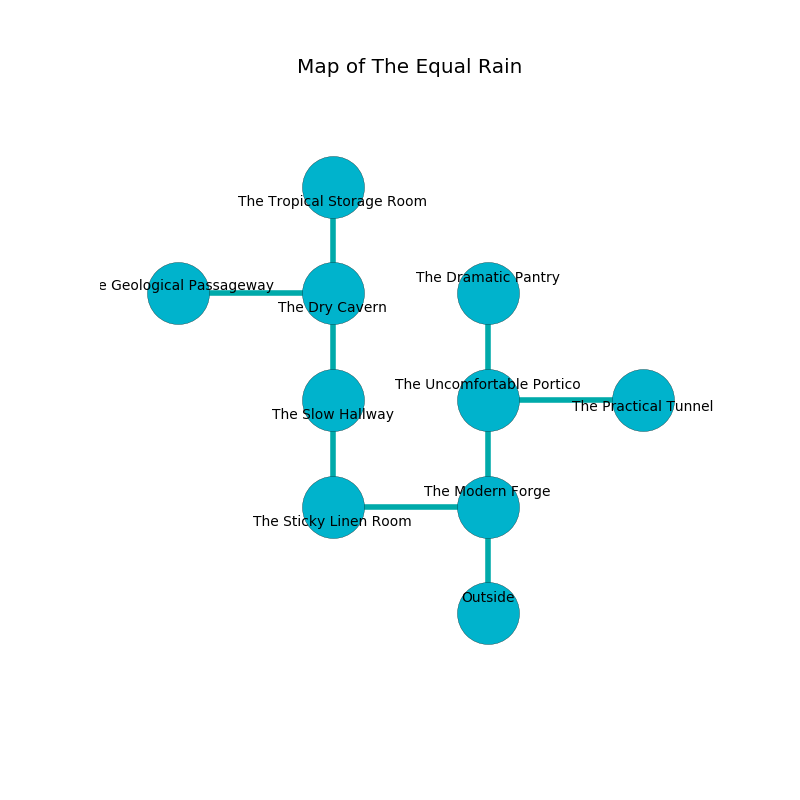 Map of The Equal Rain
The Tropical Storage Room
The Dramatic Pantry
e Geological Passageway
The Dry Cavern
The Uncomfortable Portico
The Practical Tunnel
The Slow Hallway
The Modern Forge
The Sticky Linen Room
Outside